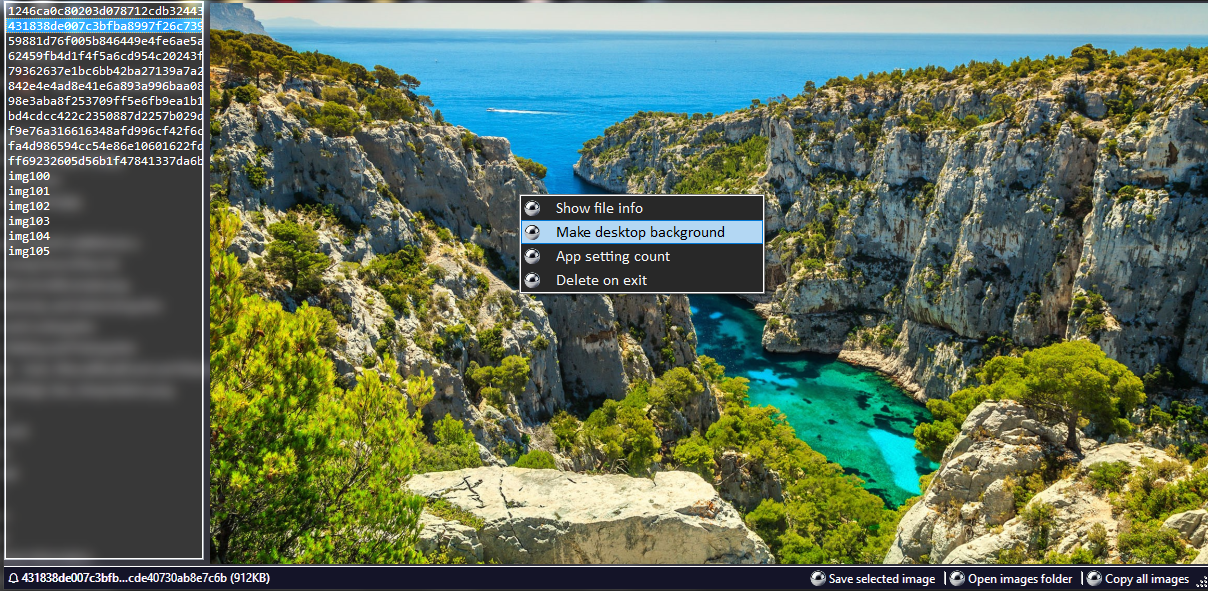 1246ca0c80203d078712cdb32443
431838de007c3bfba8997f26c739
59881d76f005b846449e4fe6ae5a
62459fb4d1f4f5a6cd954c20243f
79362637e1bc6bb42ba27139a7a2
842e4e4ad8e41e6a893a996baa08
98e3aba8f253709ff5e6fb9ea1b1
bd4cdcc422c2350887d2257b029d
f9e76a316616348afd996cf42f6c
fa4d986594cc54e86e10601622fd
ff69232605d56b1f47841337da6b
img100
img101
img102
img103
img104
img105
Show file info
Make desktop background
App setting count
Delete on exit
431838de007c3bfb...cde40730ab8e7c6b (912KB)
Save selected image
Open images folder
Copy all images